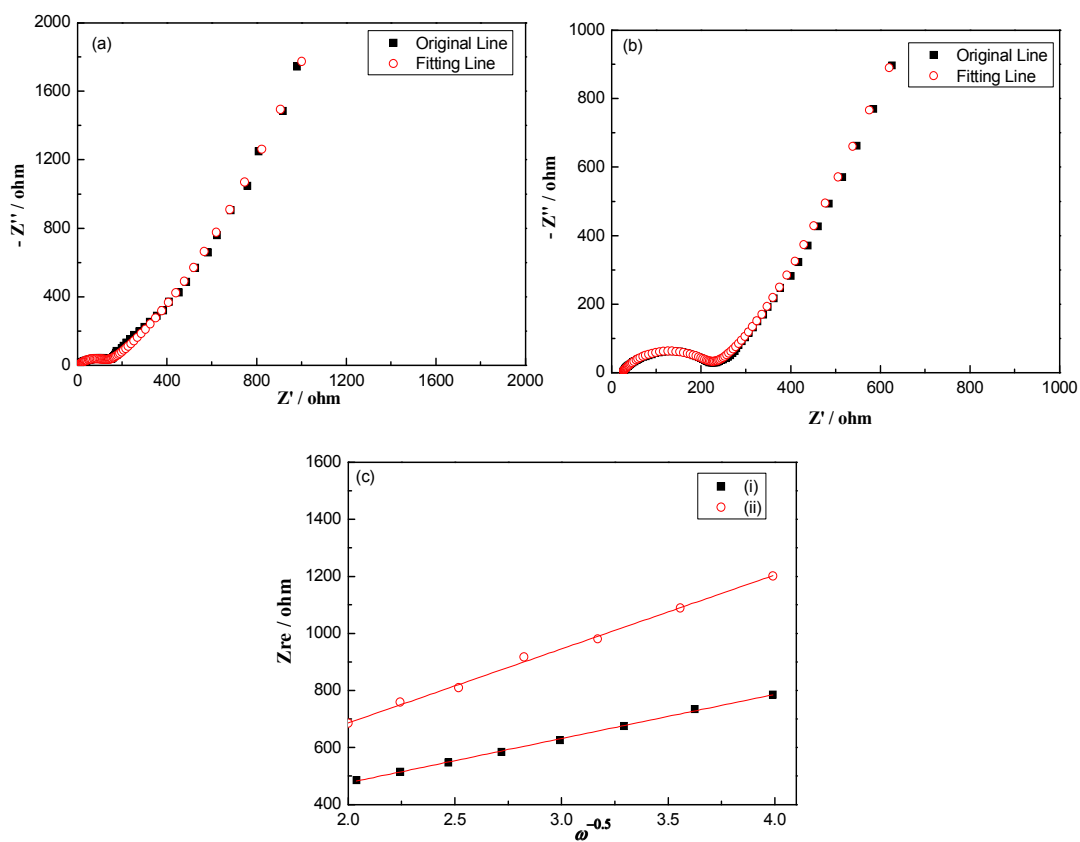 (a)
Original Line
Fitting Line
2000
1600
1200
800
400
0
- Z'' / ohm
0 400 800 1200 1600 2000
Z' / ohm
(b)
Original Line
Fitting Line
1000
800
600
400
200
0
- Z'' / ohm
0 200 400 600 800 1000
Z' / ohm
(c)
(i)
(ii)
1600
1400
1200
1000
800
600
400
Zre / ohm
2.0 2.5 3.0 3.5 4.0
ω^-0.5